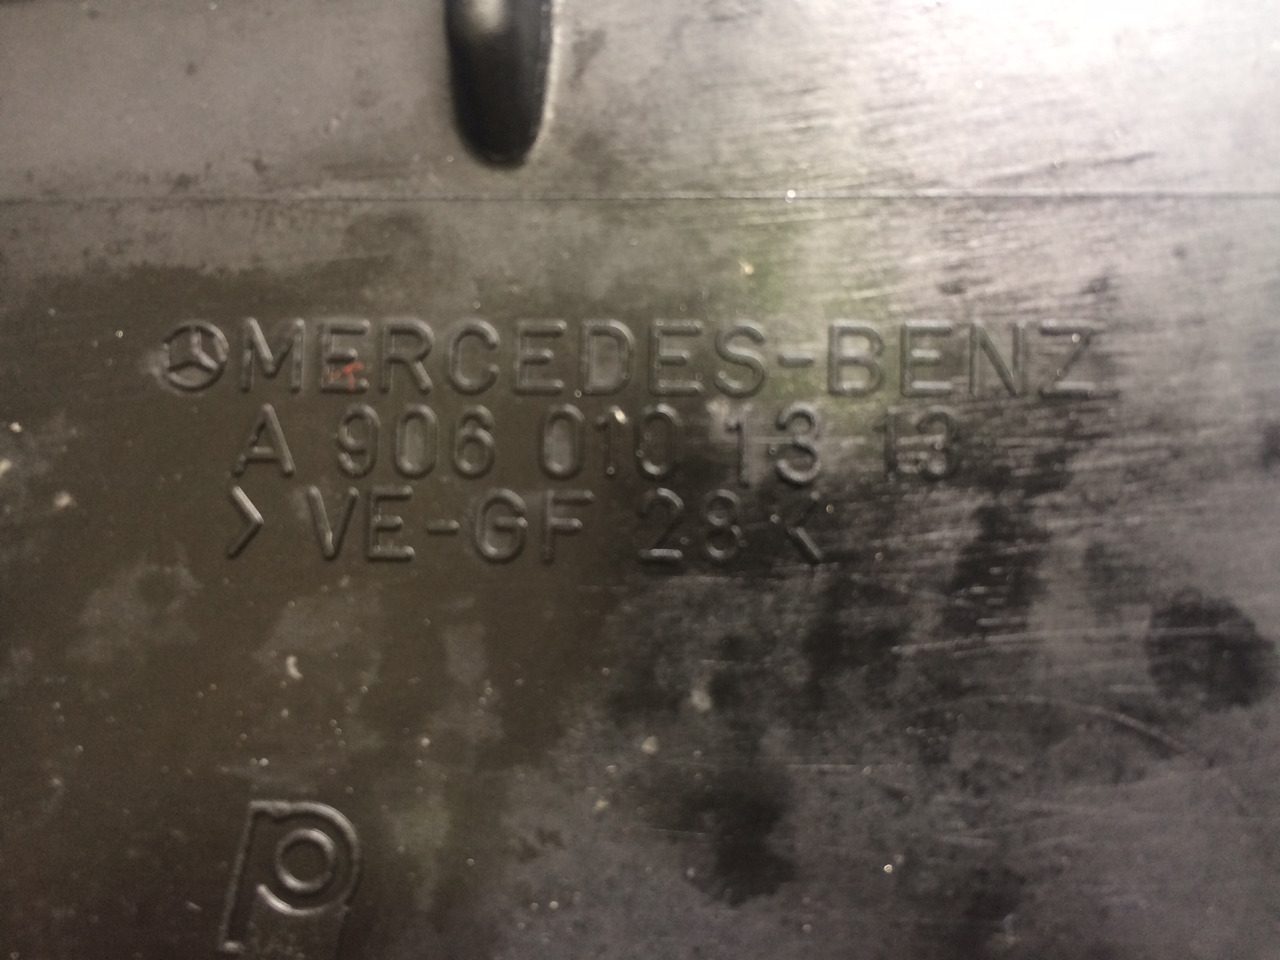 MERCEDES-BENZ
A 906 010 13 13
> VE-GF 28 <